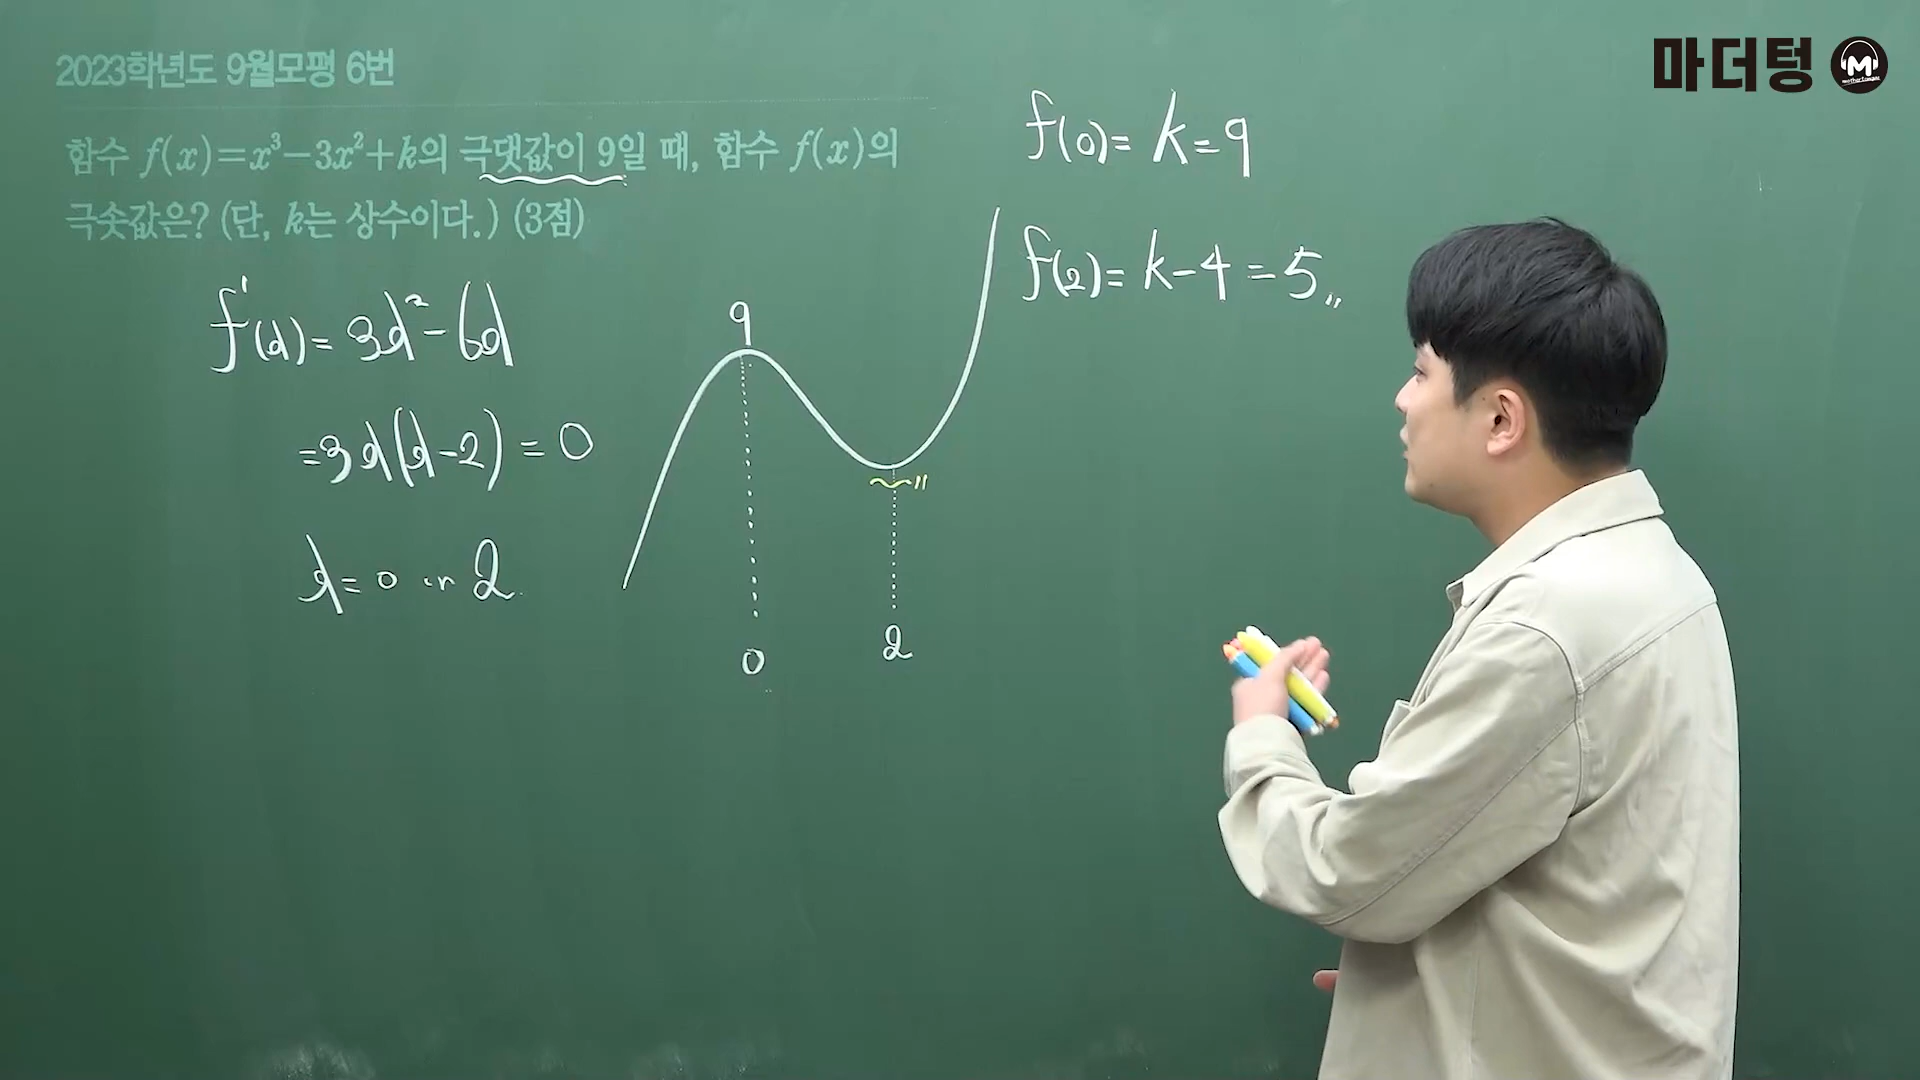 마더텅
2023학년도 9월모평 6번
함수 f(x)=x³−3x²+k의 극댓값이 9일 때, 함수 f(x)의
극솟값은? (단, k는 상수이다.) (3점)
f'(x)=3x²-6x
=3x(x-2)=0
x=0 or 2
9
0
2
f(0)=k=9
f(2)=k-4=5